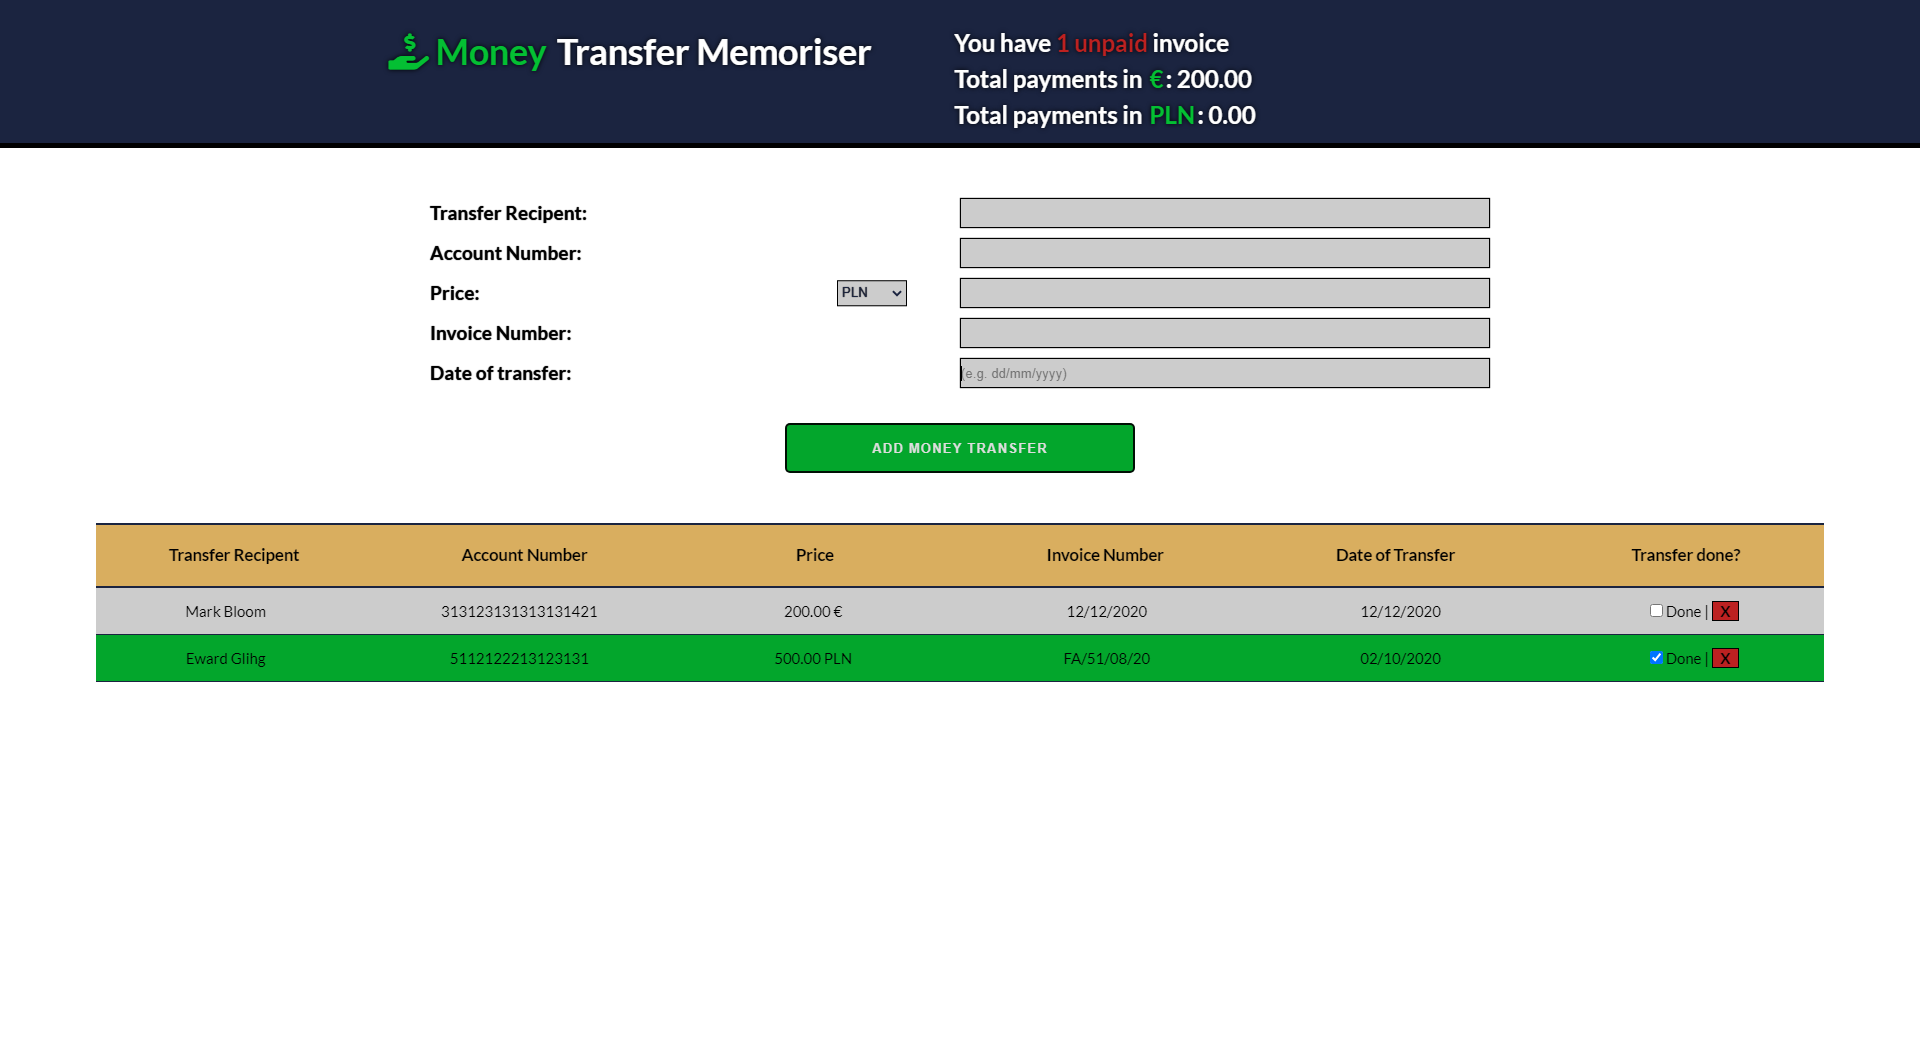 Money Transfer Memoriser
You have 1 unpaid invoice
Total payments in €: 200.00
Total payments in PLN: 0.00
Transfer Recipent:
Account Number:
Price: PLN
Invoice Number:
Date of transfer: (e.g. dd/mm/yyyy)
ADD MONEY TRANSFER
Transfer Recipent Account Number Price Invoice Number Date of Transfer Transfer done?
Mark Bloom 313123131313131421 200.00 € 12/12/2020 12/12/2020 Done | X
Eward Glihg 5112122213123131 500.00 PLN FA/51/08/20 02/10/2020 Done | X